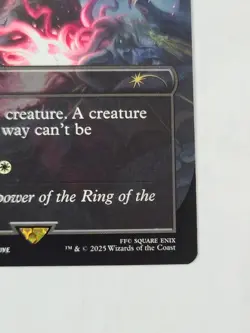 creature. A creature
way can't be
power of the Ring of the
FF© SQUARE ENIX
™ & © 2025 Wizards of the Coast